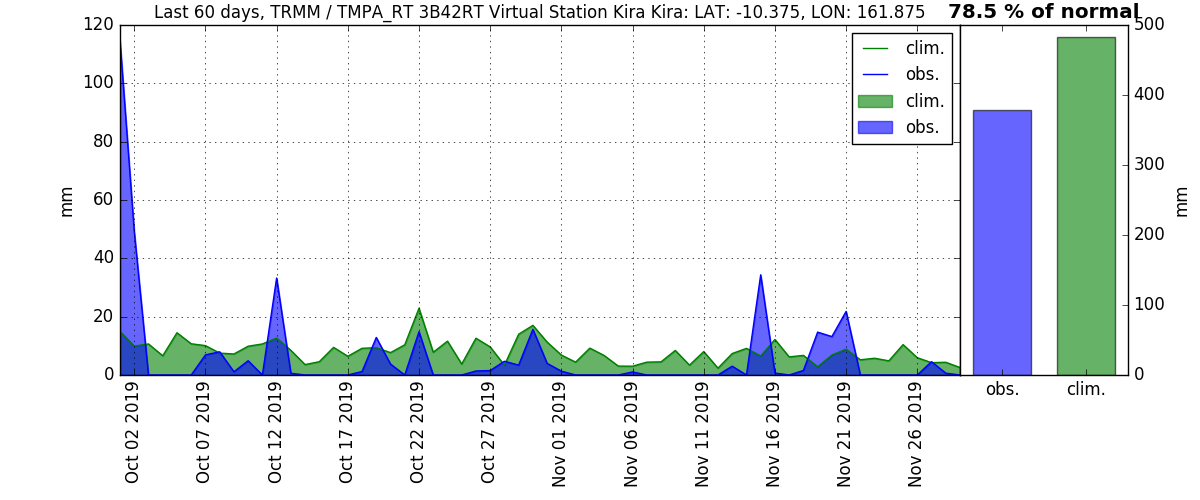 Last 60 days, TRMM / TMPA_RT 3B42RT Virtual Station Kira Kira: LAT: -10.375, LON: 161.875
78.5 % of normal
120
100
80
60
40
20
0
mm
clim.
obs.
clim.
obs.
Oct 02 2019
Oct 07 2019
Oct 12 2019
Oct 17 2019
Oct 22 2019
Oct 27 2019
Nov 01 2019
Nov 06 2019
Nov 11 2019
Nov 16 2019
Nov 21 2019
Nov 26 2019
500
400
300
200
100
0
mm
obs.
clim.